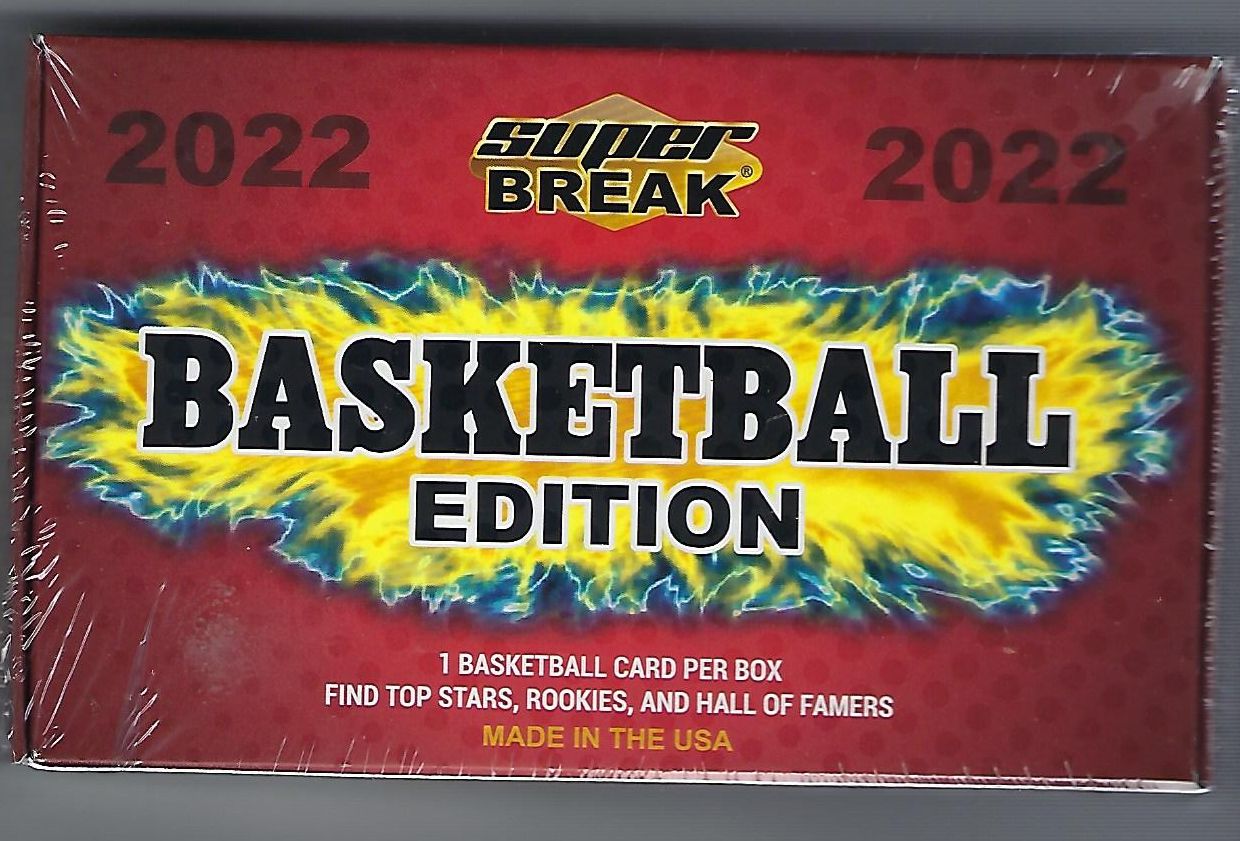 2022
super
BREAK®
2022
BASKETBALL
EDITION
1 BASKETBALL CARD PER BOX
FIND TOP STARS, ROOKIES, AND HALL OF FAMERS
MADE IN THE USA